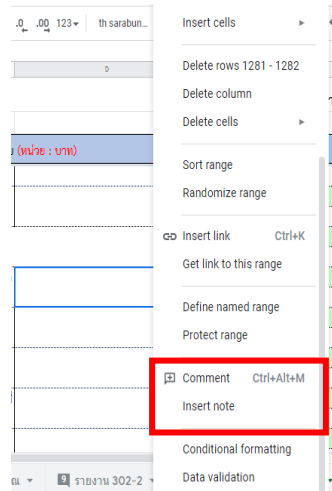 .0 .00 123 th sarabun...
Insert cells
D
Delete rows 1281 - 1282
Delete column
Delete cells
(หน่วย : บาท)
Sort range
Randomize range
Insert link Ctrl+K
Get link to this range
Define named range
Protect range
Comment Ctrl+Alt+M
Insert note
Conditional formatting
9 รายงาน 302-2
Data validation